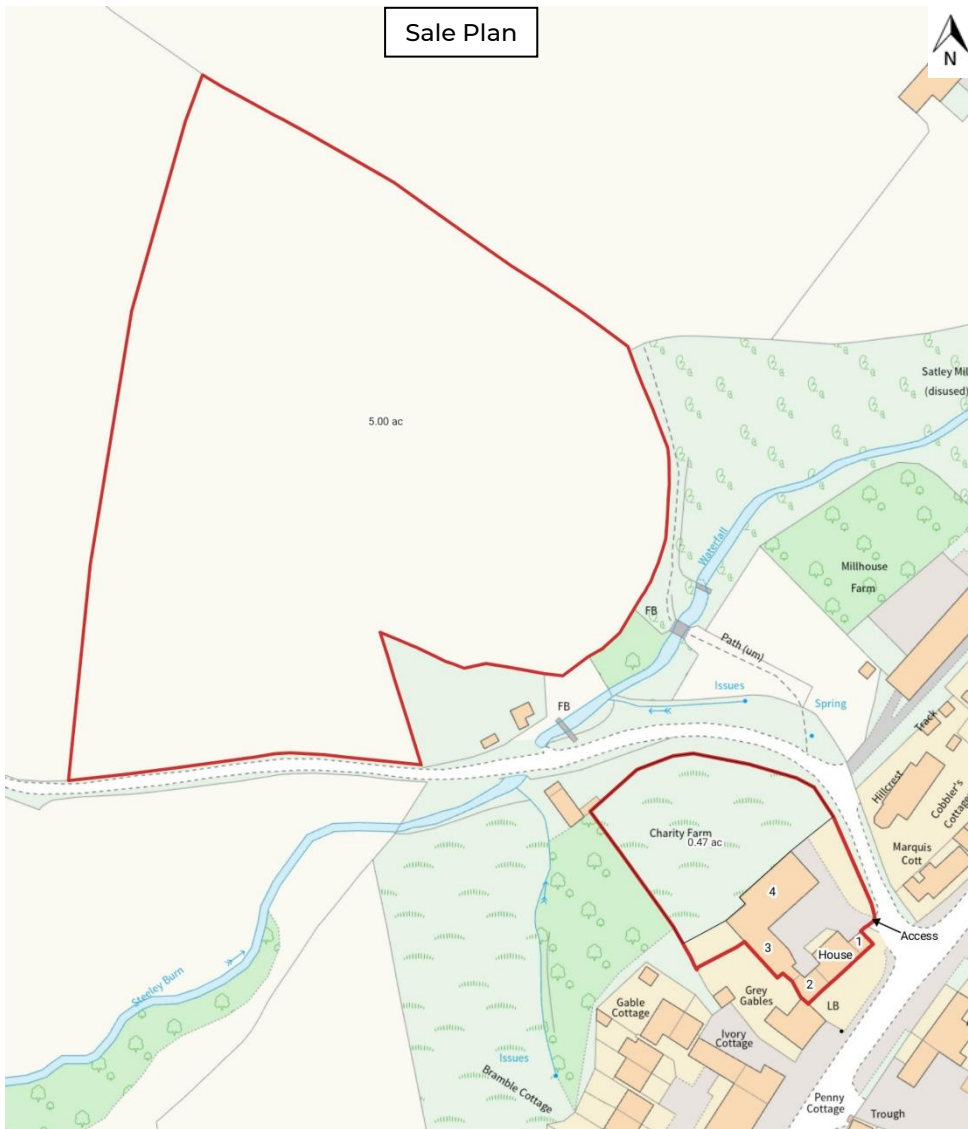 Sale Plan
N
Satley Mil
(disused)
5.00 ac
Waterfall
Millhouse
Farm
FB
Path (um)
Issues
Spring
FB
Track
Hillcrest
Cobbler's
Cottage
Charity Farm
0.47 ac
Marquis
Cott
4
Access
1
House
3
2
Steeley Burn
Grey
Gables
LB
Gable
Cottage
Ivory
Cottage
Issues
Bramble Cottage
Penny
Cottage
Trough